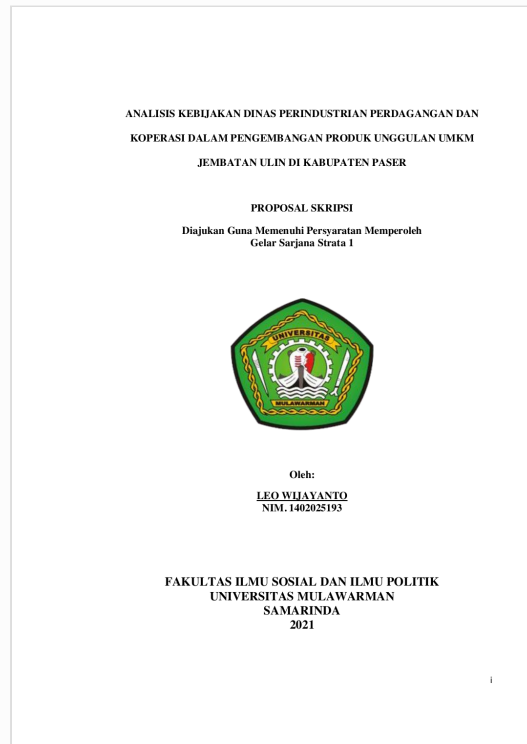 ANALISIS KEBIJAKAN DINAS PERINDUSTRIAN PERDAGANGAN DAN
KOPERASI DALAM PENGEMBANGAN PRODUK UNGGULAN UMKM
JEMBATAN ULIN DI KABUPATEN PASER
PROPOSAL SKRIPSI
Diajukan Guna Memenuhi Persyaratan Memperoleh
Gelar Sarjana Strata 1
UNIVERSITAS
MULAWARMAN
Oleh:
LEO WIJAYANTO
NIM. 1402025193
FAKULTAS ILMU SOSIAL DAN ILMU POLITIK
UNIVERSITAS MULAWARMAN
SAMARINDA
2021
i